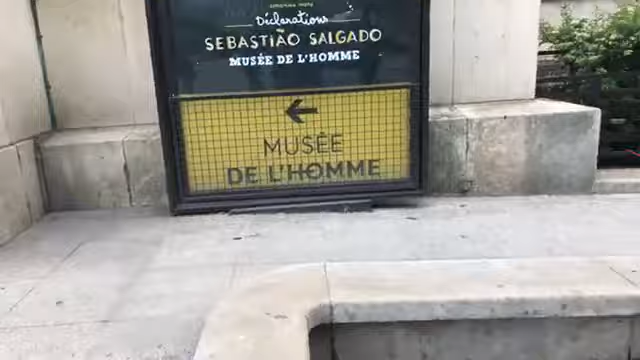 Déclarations
SEBASTIÃO SALGADO
MUSÉE DE L'HOMME
MUSÉE
DE L'HOMME